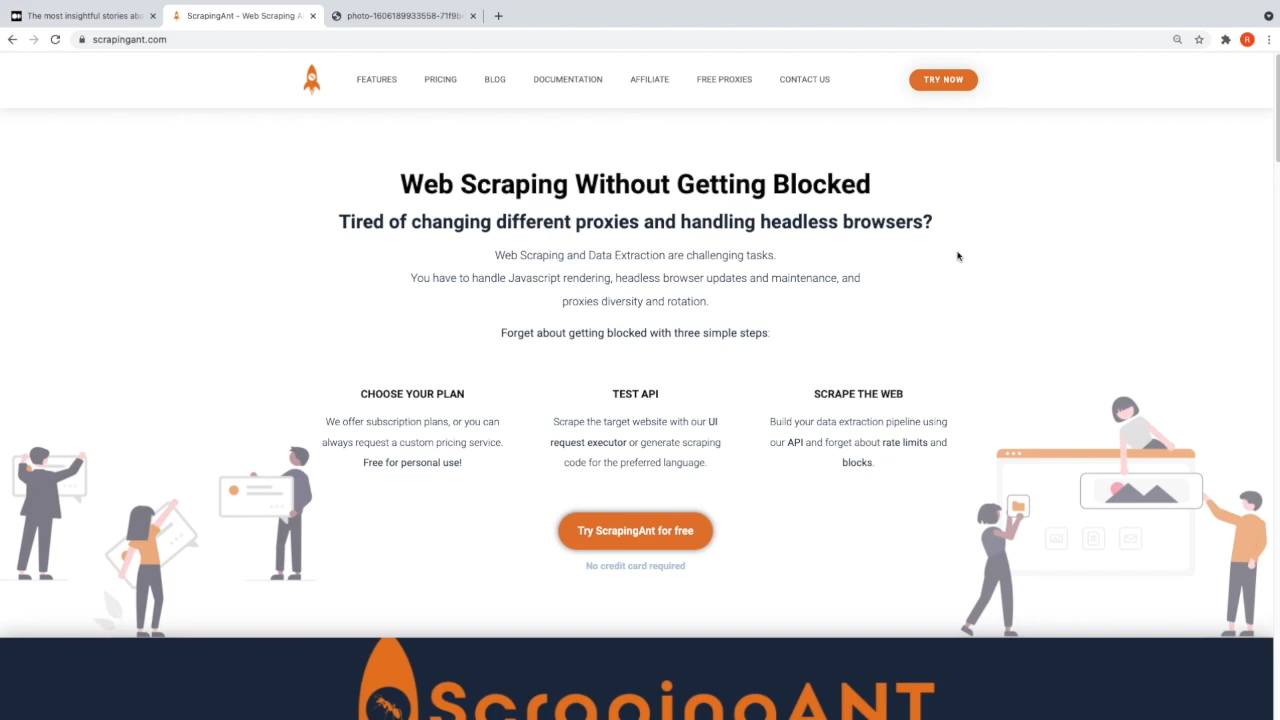 The most insightful stories abo
ScrapingAnt - Web Scraping A
photo-1606189933558-71f9b
scrapingant.com
R
FEATURES
PRICING
BLOG
DOCUMENTATION
AFFILIATE
FREE PROXIES
CONTACT US
TRY NOW
Web Scraping Without Getting Blocked
Tired of changing different proxies and handling headless browsers?
Web Scraping and Data Extraction are challenging tasks.
You have to handle Javascript rendering, headless browser updates and maintenance, and
proxies diversity and rotation.
Forget about getting blocked with three simple steps:
CHOOSE YOUR PLAN
We offer subscription plans, or you can
always request a custom pricing service.
Free for personal use!
TEST API
Scrape the target website with our UI
request executor or generate scraping
code for the preferred language.
SCRAPE THE WEB
Build your data extraction pipeline using
our API and forget about rate limits and
blocks.
Try ScrapingAnt for free
No credit card required
ScrapingANT